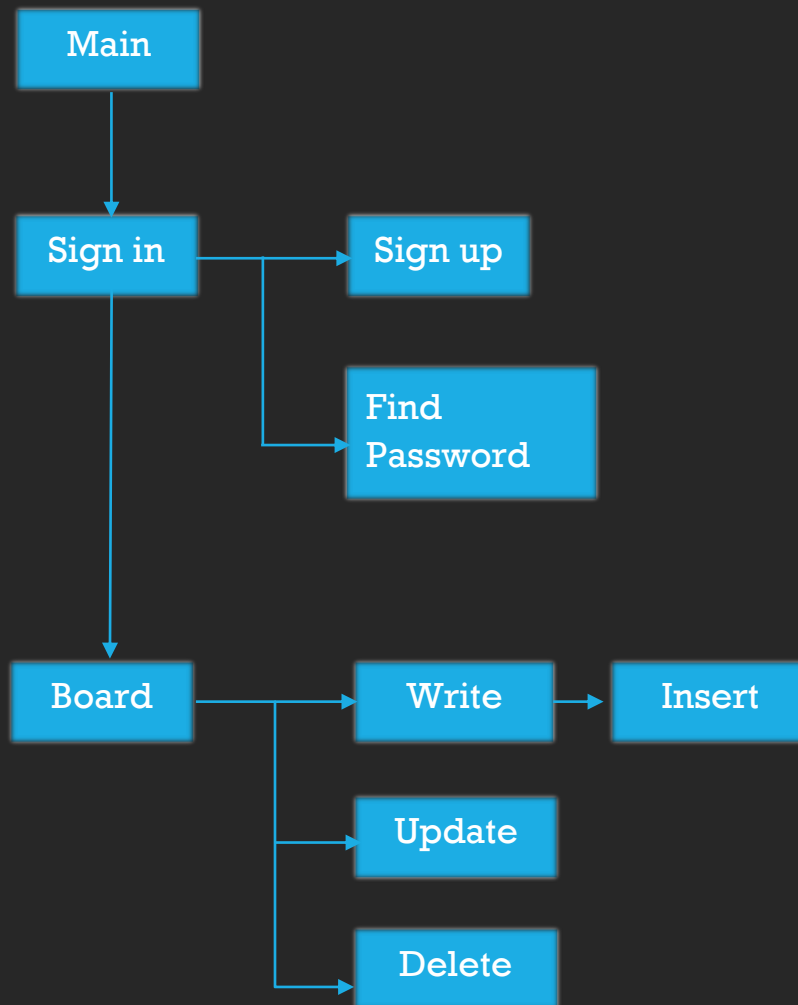 Main
Sign in
Sign up
Find
Password
Board
Write
Insert
Update
Delete